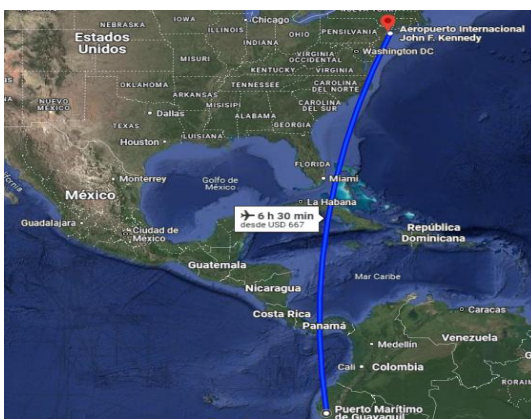 NUEVA YORK
Chicago
NEBRASKA
IOWA
Aeropuerto Internacional
John F. Kennedy
Estados
Unidos
ILLINOIS
OHIO
PENSILVANIA
INDIANA
Washington DC
MISURI
VIRGINIA
OCCIDENTAL
KENTUCKY
VIRGINIA
OKLAHOMA
TENNESSEE
CAROLINA
DEL NORTE
ARKANSAS
NUEVO
MÉXICO
MISISIPI
CAROLINA
DEL SUR
Dallas
ALABAMA
GEORGIA
TEXAS
LUISIANA
Houston
FLORIDA
Monterrey
Golfo de
México
Miami
México
La Habana
6 h 30 min
desde USD 667
Guadalajara
Ciudad de
México
República
Dominicana
Guatemala
Mar Caribe
Nicaragua
Costa Rica
Caracas
Panamá
Venezuela
Medellín
Cali
Colombia
Puerto Marítimo
de Guayaquil